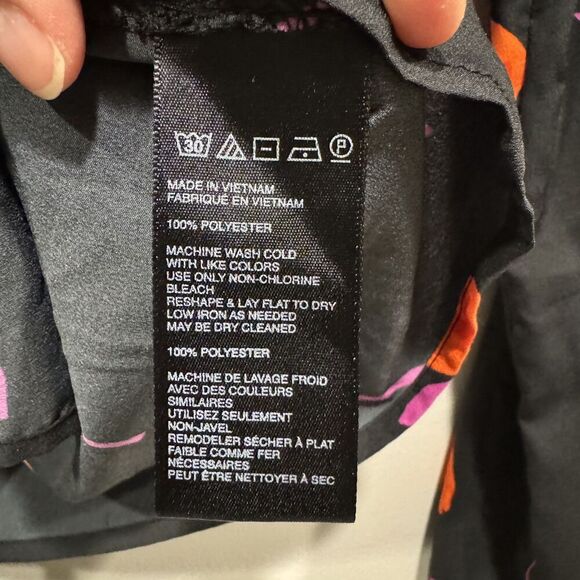 30 P
MADE IN VIETNAM
FABRIQUÉ EN VIETNAM
100% POLYESTER
MACHINE WASH COLD
WITH LIKE COLORS
USE ONLY NON-CHLORINE
BLEACH
RESHAPE & LAY FLAT TO DRY
LOW IRON AS NEEDED
MAY BE DRY CLEANED
100% POLYESTER
MACHINE DE LAVAGE FROID
AVEC DES COULEURS
SIMILAIRES
UTILISEZ SEULEMENT
NON-JAVEL
REMODELER SÉCHER À PLAT
FAIBLE COMME FER
NÉCESSAIRES
PEUT ÊTRE NETTOYER À SEC